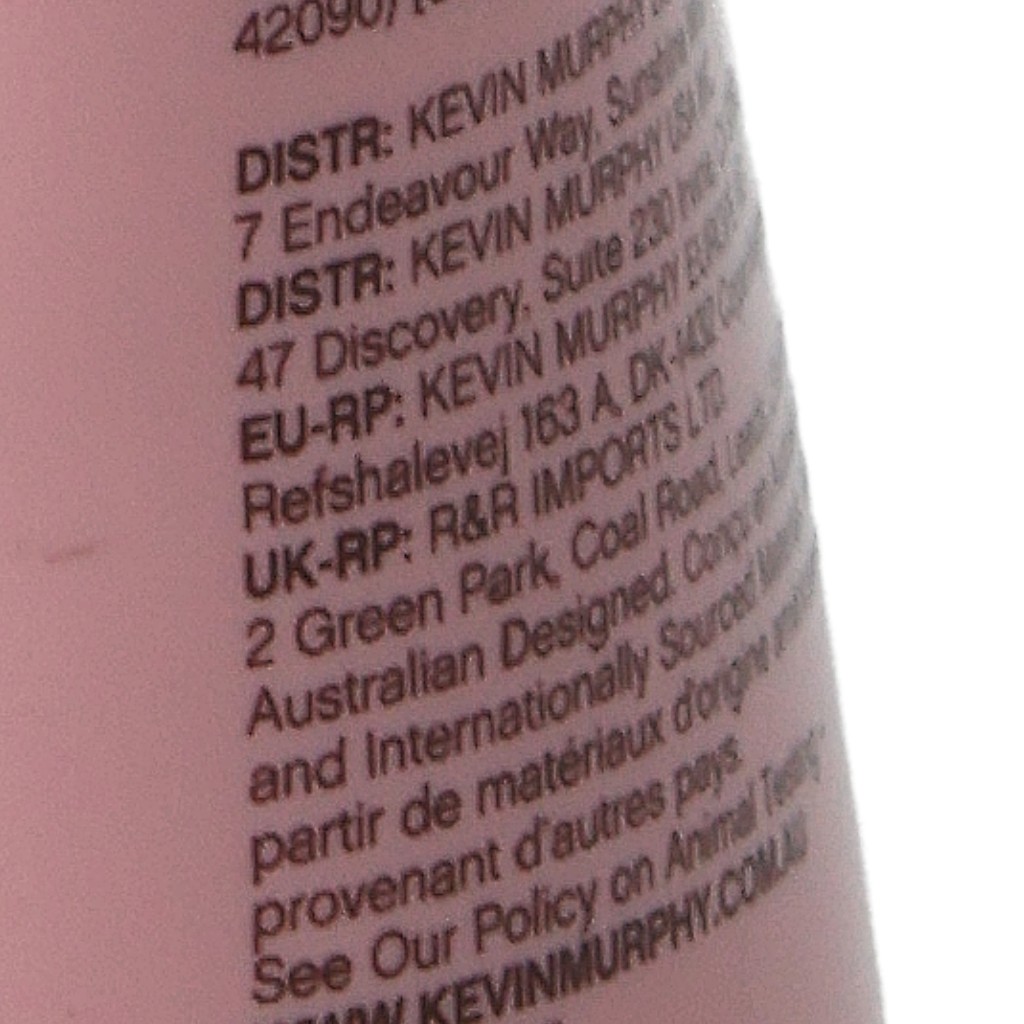 42090/
DISTR: KEVIN MURPHY
7 Endeavour Way, Sunshine
DISTR: KEVIN MURPHY USA
47 Discovery, Suite 230
EU-RP: KEVIN MURPHY
Refshalevej 163 A, DK-1432
UK-RP: R&R IMPORTS LTD.
2 Green Park, Coal Road,
Australian Designed.
and Internationally Sourced
partir de matériaux d'origine
provenant d'autres pays.
See Our Policy on Animal Testing
WWW.KEVINMURPHY.COM.AU